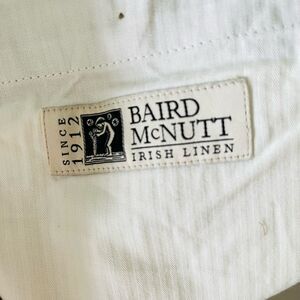 SINCE
1912
BAIRD
McNUTT
IRISH LINEN